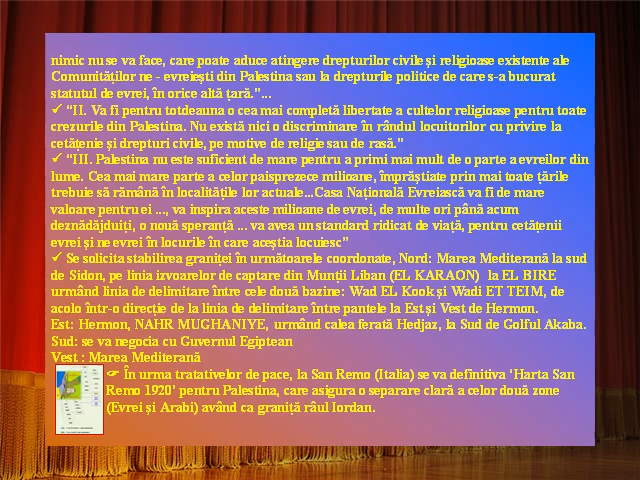 nimic nu se va face, care poate aduce atingere drepturilor civile şi religioase existente ale
Comunităţilor ne - evreieşti din Palestina sau la drepturile politice de care s-a bucurat
statutul de evrei, în orice altă ţară.”...
✓ “II. Va fi pentru totdeauna o cea mai completă libertate a cultelor religioase pentru toate
crezurile din Palestina. Nu există nici o discriminare în rândul locuitorilor cu privire la
cetăţenie şi drepturi civile, pe motive de religie sau de rasă.”
✓ “III. Palestina nu este suficient de mare pentru a primi mai mult de o parte a evreilor din
lume. Cea mai mare parte a celor paisprezece milioane, împrăştiate prin mai toate ţările
trebuie să rămână în localităţile lor actuale...Casa Naţională Evreiască va fi de mare
valoare pentru ei ..., va inspira aceste milioane de evrei, de multe ori până acum
deznădăjduiţi, o nouă speranţă ... va avea un standard ridicat de viaţă, pentru cetăţenii
evrei şi ne evrei în locurile în care aceştia locuiesc”
✓ Se solicita stabilirea graniţei în următoarele coordonate, Nord: Marea Mediterană la sud
de Sidon, pe linia izvoarelor de captare din Munţii Liban (EL KARAON) la EL BIRE
urmând linia de delimitare între cele două bazine: Wad EL Kook şi Wadi ET TEIM, de
acolo într-o direcţie de la linia de delimitare între pantele la Est şi Vest de Hermon.
Est: Hermon, NAHR MUGHANIYE, urmând calea ferată Hedjaz, la Sud de Golful Akaba.
Sud: se va negocia cu Guvernul Egiptean
Vest : Marea Mediterană
☞ În urma tratativelor de pace, la San Remo (Italia) se va definitiva ‘Harta San
Remo 1920’ pentru Palestina, care asigura o separare clară a celor două zone
(Evrei şi Arabi) având ca graniţă râul Iordan.